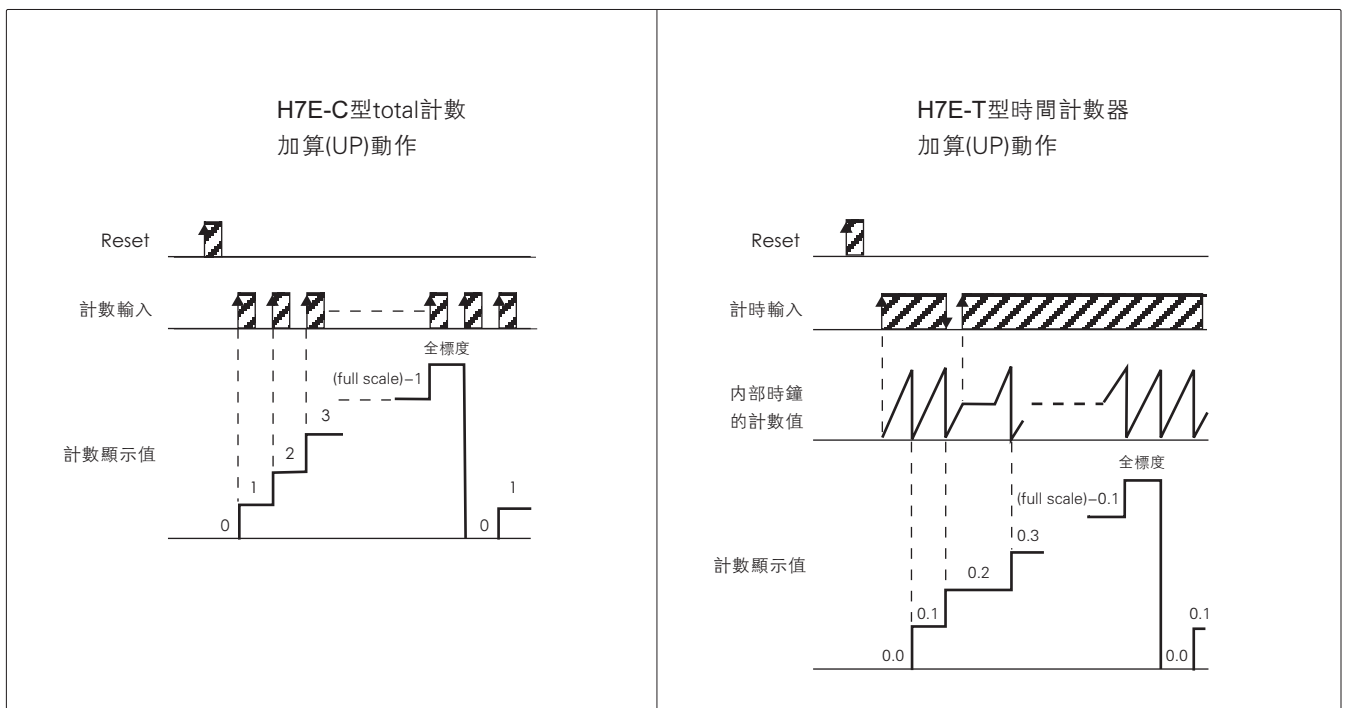 H7E-C型total計數
加算(UP)動作
Reset
計數輸入
全標度
(full scale)–1
3
計數顯示值
2
1
1
0
0
H7E-T型時間計數器
加算(UP)動作
Reset
計時輸入
内部時鐘
的計數值
全標度
(full scale)–0.1
0.3
計數顯示值
0.2
0.1
0.1
0.0
0.0